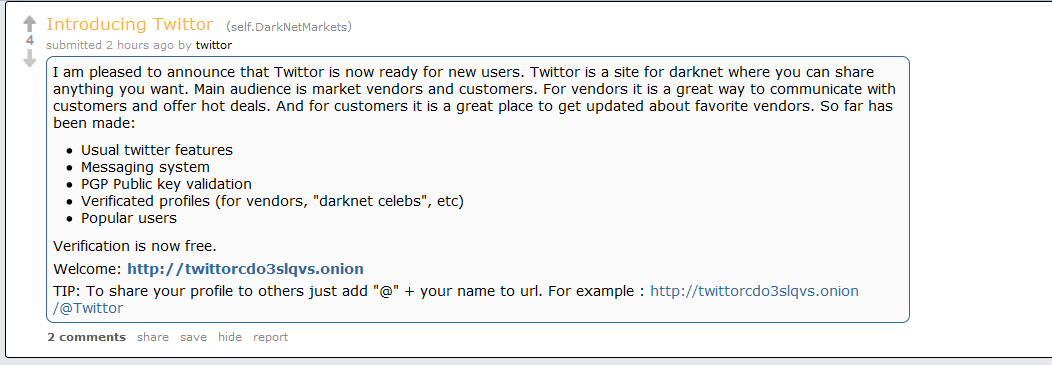 Introducing Twittor (self.DarkNetMarkets)
4
submitted 2 hours ago by twittor
I am pleased to announce that Twittor is now ready for new users. Twittor is a site for darknet where you can share
anything you want. Main audience is market vendors and customers. For vendors it is a great way to communicate with
customers and offer hot deals. And for customers it is a great place to get updated about favorite vendors. So far has
been made:
• Usual twitter features
• Messaging system
• PGP Public key validation
• Verificated profiles (for vendors, "darknet celebs", etc)
• Popular users
Verification is now free.
Welcome: http://twittorcdo3slqvs.onion
TIP: To share your profile to others just add "@" + your name to url. For example : http://twittorcdo3slqvs.onion
/@Twittor
2 comments share save hide report